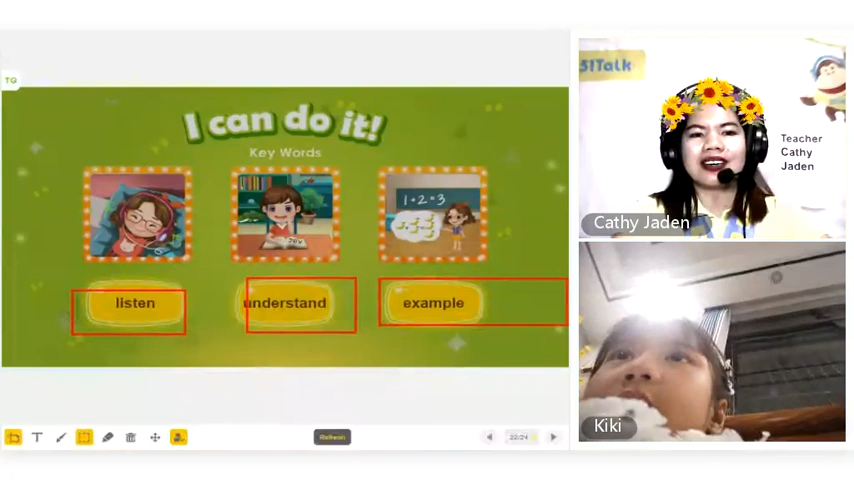 51Talk
TG
I can do it!
Key Words
1+2=3
listen
understand
example
Teacher
Cathy
Jaden
Cathy Jaden
Kiki
T
22/24